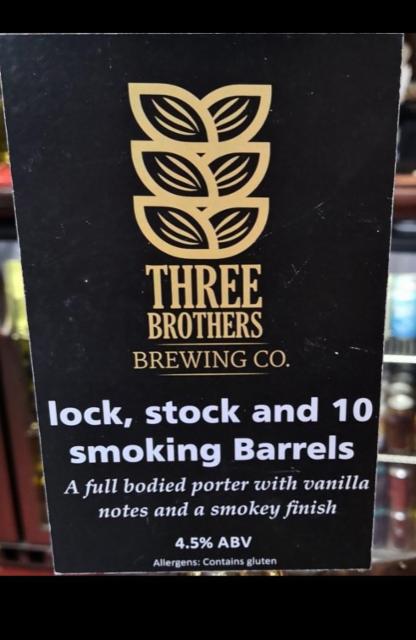 THREE
BROTHERS
BREWING CO.
lock, stock and 10
smoking Barrels
A full bodied porter with vanilla
notes and a smokey finish
4.5% ABV
Allergens: Contains gluten